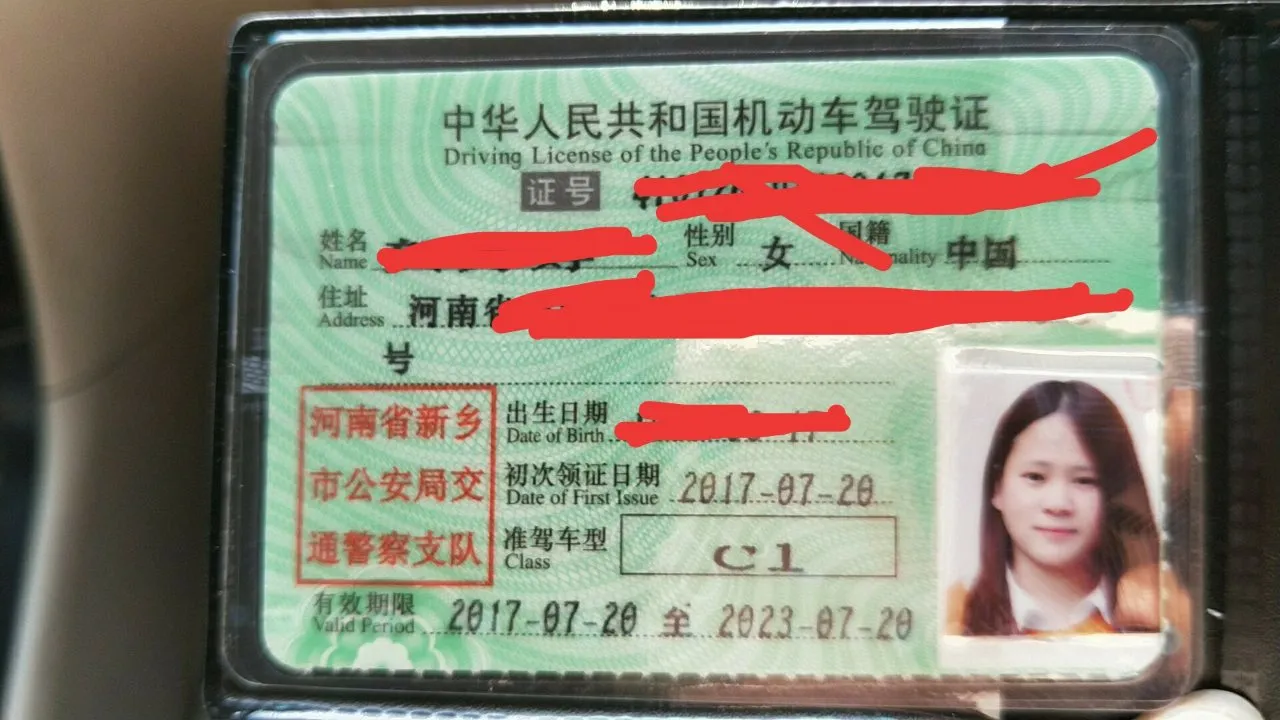 中华人民共和国机动车驾驶证
Driving License of the People's Republic of China
证号
姓名 性别 女 国籍 中国
Name Sex
住址 河南省
Address
号
河南省新乡
市公安局交
通警察支队
出生日期
Date of Birth
初次领证日期 2017-07-20
Date of First Issue
准驾车型 C1
Class
有效期限 2017-07-20 至 2023-07-20
Valid Period